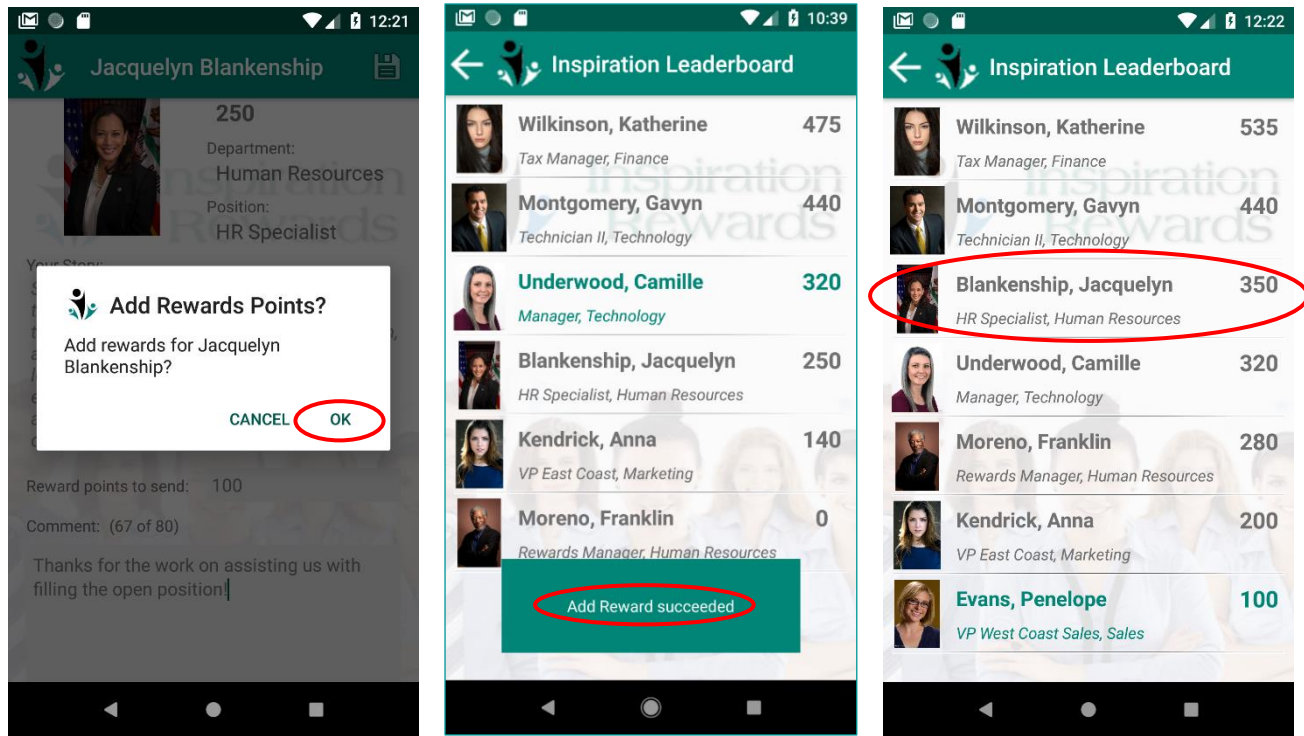 12:21
Jacquelyn Blankenship
250
Department:
Human Resources
Position:
HR Specialist
Your Story:
Add Rewards Points?
Add rewards for Jacquelyn
Blankenship?
CANCEL OK
Reward points to send: 100
Comment: (67 of 80)
Thanks for the work on assisting us with
filling the open position!
10:39
Inspiration Leaderboard
Inspiration
Rewards
Wilkinson, Katherine 475
Tax Manager, Finance
Montgomery, Gavyn 440
Technician II, Technology
Underwood, Camille 320
Manager, Technology
Blankenship, Jacquelyn 250
HR Specialist, Human Resources
Kendrick, Anna 140
VP East Coast, Marketing
Moreno, Franklin 0
Rewards Manager, Human Resources
Add Reward succeeded
12:22
Inspiration Leaderboard
Inspiration
Rewards
Wilkinson, Katherine 535
Tax Manager, Finance
Montgomery, Gavyn 440
Technician II, Technology
Blankenship, Jacquelyn 350
HR Specialist, Human Resources
Underwood, Camille 320
Manager, Technology
Moreno, Franklin 280
Rewards Manager, Human Resources
Kendrick, Anna 200
VP East Coast, Marketing
Evans, Penelope 100
VP West Coast Sales, Sales